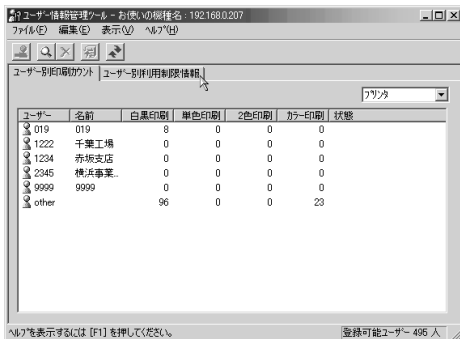 ユーザー情報管理ツール - お使いの機種名 : 192.168.0.207
ファイル(F) 編集(E) 表示(V) ヘルプ(H)
ユーザー別印刷カウント ユーザー別利用制限情報
プリンタ
ユーザー 名前 白黒印刷 単色印刷 2色印刷 カラー印刷 状態
019 019 8 0 0 0
1222 千葉工場 0 0 0 0
1234 赤坂支店 0 0 0 0
2345 横浜事業... 0 0 0 0
9999 9999 0 0 0 0
other 96 0 0 23
ヘルプを表示するには [F1] を押してください。 登録可能ユーザー 495 人